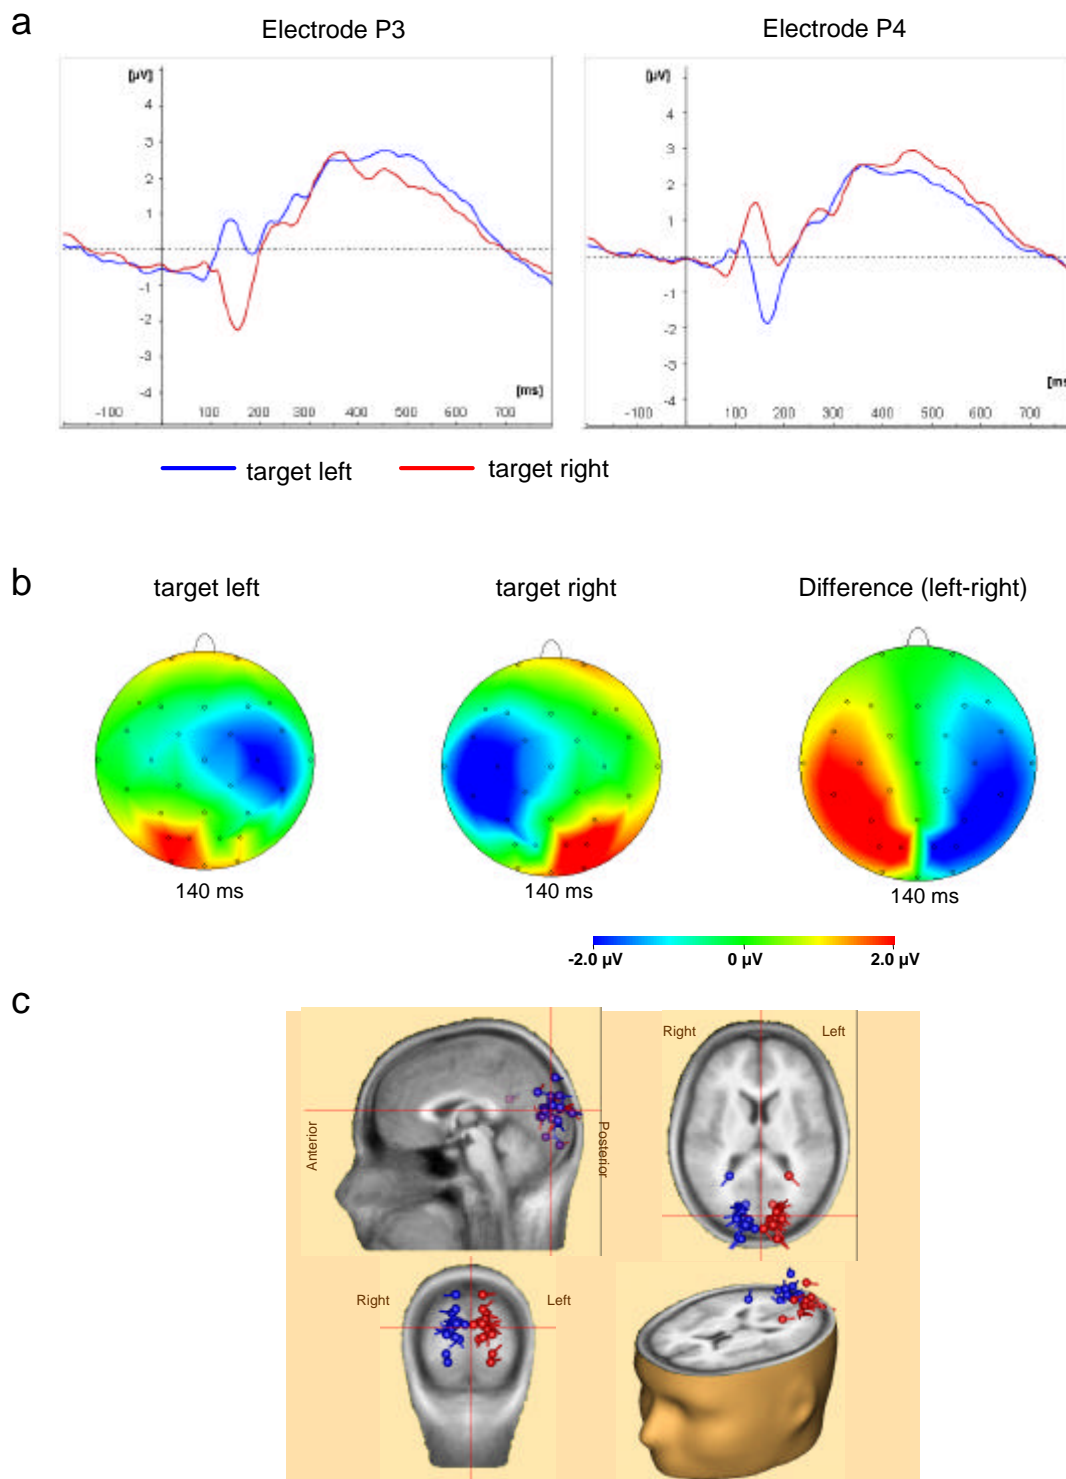 a
Electrode P3
Electrode P4
[µV]
4
3
2
1
-1
-2
-3
-4
[ms]
-100 100 200 300 400 500 600 700
[µV]
4
3
2
1
-1
-2
-3
-4
[ms
-100 100 200 300 400 500 600 700
target left
target right
b
target left
target right
Difference (left-right)
140 ms
140 ms
140 ms
-2.0 µV 0 µV 2.0 µV
c
Anterior
Posterior
Right
Left
Right
Left